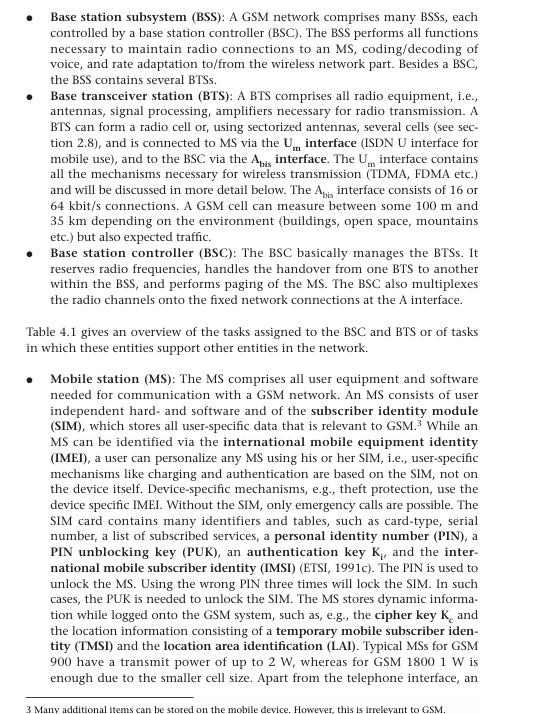 ● Base station subsystem (BSS): A GSM network comprises many BSSs, each
controlled by a base station controller (BSC). The BSS performs all functions
necessary to maintain radio connections to an MS, coding/decoding of
voice, and rate adaptation to/from the wireless network part. Besides a BSC,
the BSS contains several BTSs.
● Base transceiver station (BTS): A BTS comprises all radio equipment, i.e.,
antennas, signal processing, amplifiers necessary for radio transmission. A
BTS can form a radio cell or, using sectorized antennas, several cells (see sec-
tion 2.8), and is connected to MS via the Um interface (ISDN U interface for
mobile use), and to the BSC via the Abis interface. The Um interface contains
all the mechanisms necessary for wireless transmission (TDMA, FDMA etc.)
and will be discussed in more detail below. The Abis interface consists of 16 or
64 kbit/s connections. A GSM cell can measure between some 100 m and
35 km depending on the environment (buildings, open space, mountains
etc.) but also expected traffic.
● Base station controller (BSC): The BSC basically manages the BTSs. It
reserves radio frequencies, handles the handover from one BTS to another
within the BSS, and performs paging of the MS. The BSC also multiplexes
the radio channels onto the fixed network connections at the A interface.
Table 4.1 gives an overview of the tasks assigned to the BSC and BTS or of tasks
in which these entities support other entities in the network.
● Mobile station (MS): The MS comprises all user equipment and software
needed for communication with a GSM network. An MS consists of user
independent hard- and software and of the subscriber identity module
(SIM), which stores all user-specific data that is relevant to GSM.3 While an
MS can be identified via the international mobile equipment identity
(IMEI), a user can personalize any MS using his or her SIM, i.e., user-specific
mechanisms like charging and authentication are based on the SIM, not on
the device itself. Device-specific mechanisms, e.g., theft protection, use the
device specific IMEI. Without the SIM, only emergency calls are possible. The
SIM card contains many identifiers and tables, such as card-type, serial
number, a list of subscribed services, a personal identity number (PIN), a
PIN unblocking key (PUK), an authentication key Ki, and the inter-
national mobile subscriber identity (IMSI) (ETSI, 1991c). The PIN is used to
unlock the MS. Using the wrong PIN three times will lock the SIM. In such
cases, the PUK is needed to unlock the SIM. The MS stores dynamic informa-
tion while logged onto the GSM system, such as, e.g., the cipher key Kc and
the location information consisting of a temporary mobile subscriber iden-
tity (TMSI) and the location area identification (LAI). Typical MSs for GSM
900 have a transmit power of up to 2 W, whereas for GSM 1800 1 W is
enough due to the smaller cell size. Apart from the telephone interface, an
3 Many additional items can be stored on the mobile device. However, this is irrelevant to GSM.